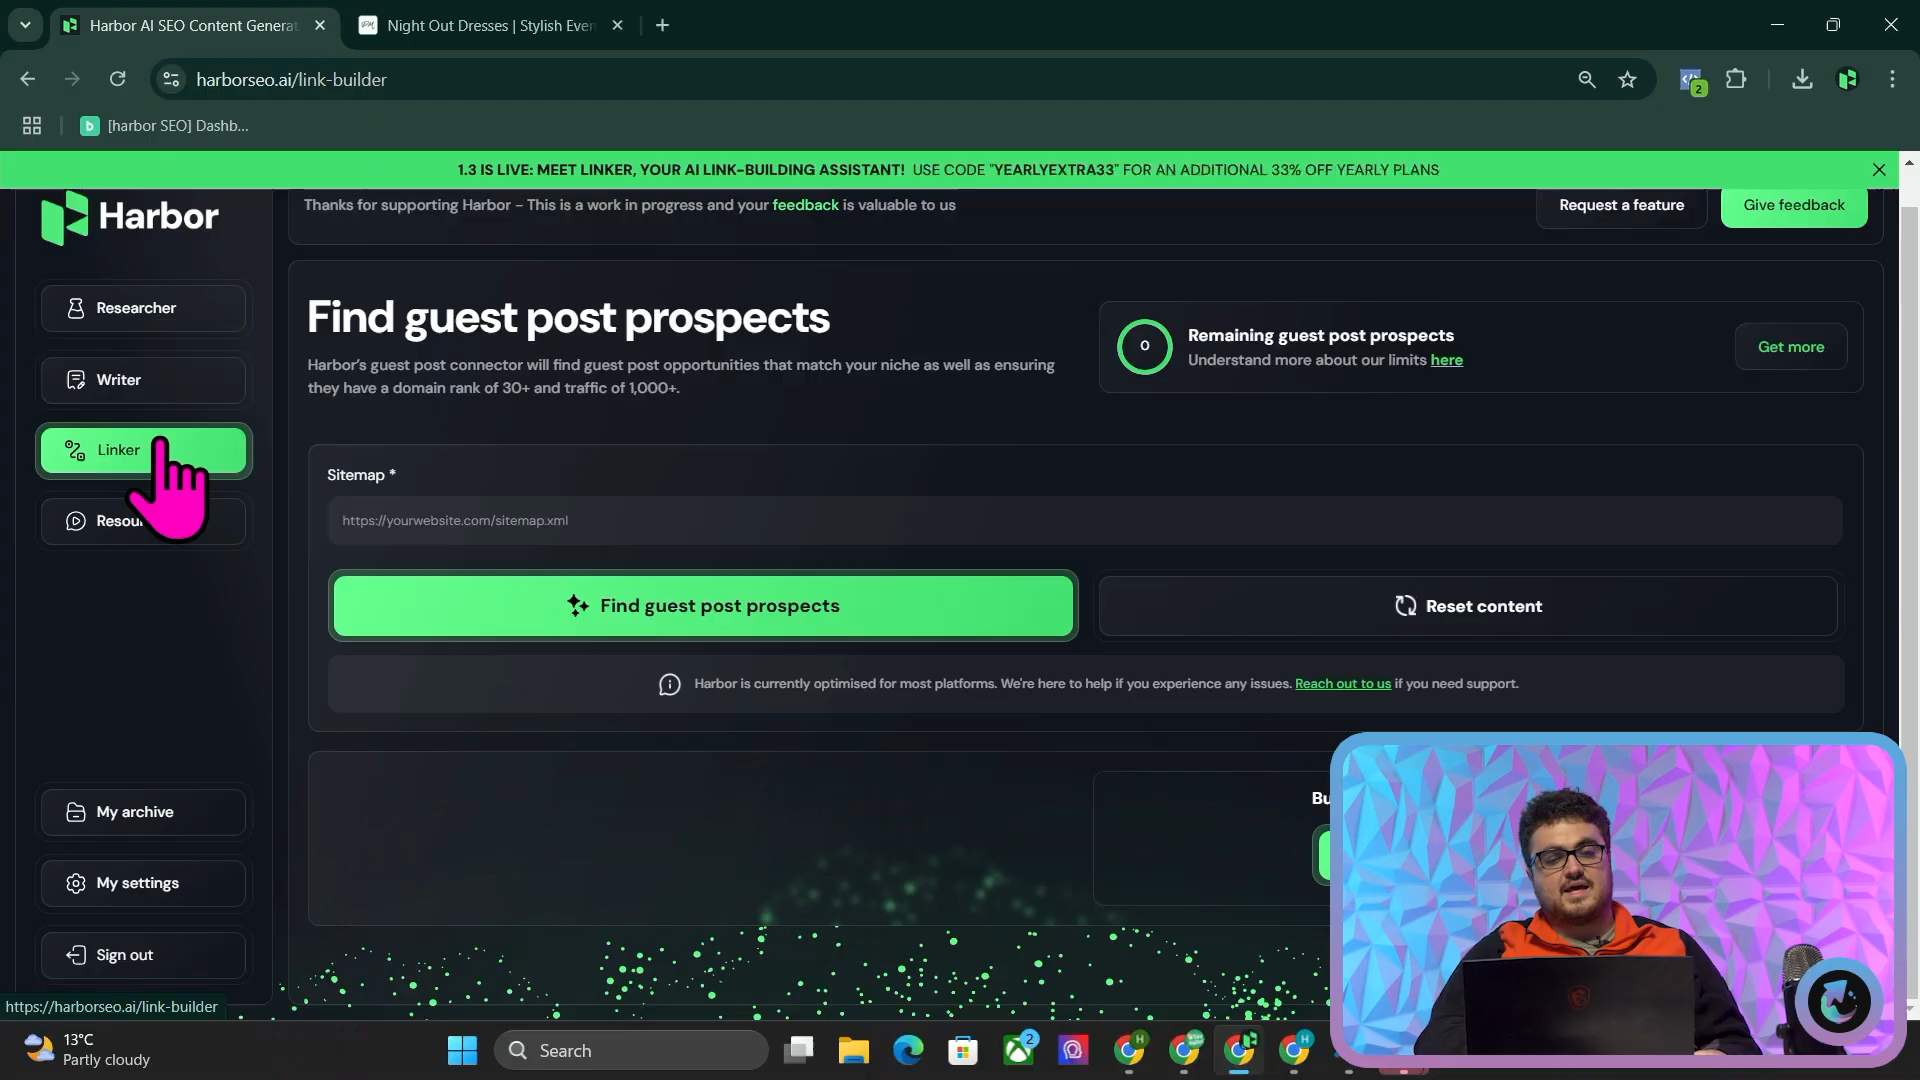 Harbor AI SEO Content Generat
Night Out Dresses | Stylish Even
harborseo.ai/link-builder
2
[harbor SEO] Dashb...
1.3 IS LIVE: MEET LINKER, YOUR AI LINK-BUILDING ASSISTANT! USE CODE "YEARLYEXTRA33" FOR AN ADDITIONAL 33% OFF YEARLY PLANS
Harbor
Thanks for supporting Harbor - This is a work in progress and your feedback is valuable to us
Request a feature
Give feedback
Researcher
Writer
Linker
Find guest post prospects
Harbor's guest post connector will find guest post opportunities that match your niche as well as ensuring
they have a domain rank of 30+ and traffic of 1,000+.
0
Remaining guest post prospects
Understand more about our limits here
Get more
Sitemap *
https://yourwebsite.com/sitemap.xml
Find guest post prospects
Reset content
Harbor is currently optimised for most platforms. We're here to help if you experience any issues. Reach out to us if you need support.
My archive
My settings
Sign out
https://harborseo.ai/link-builder
13°C
Partly cloudy
Search
2